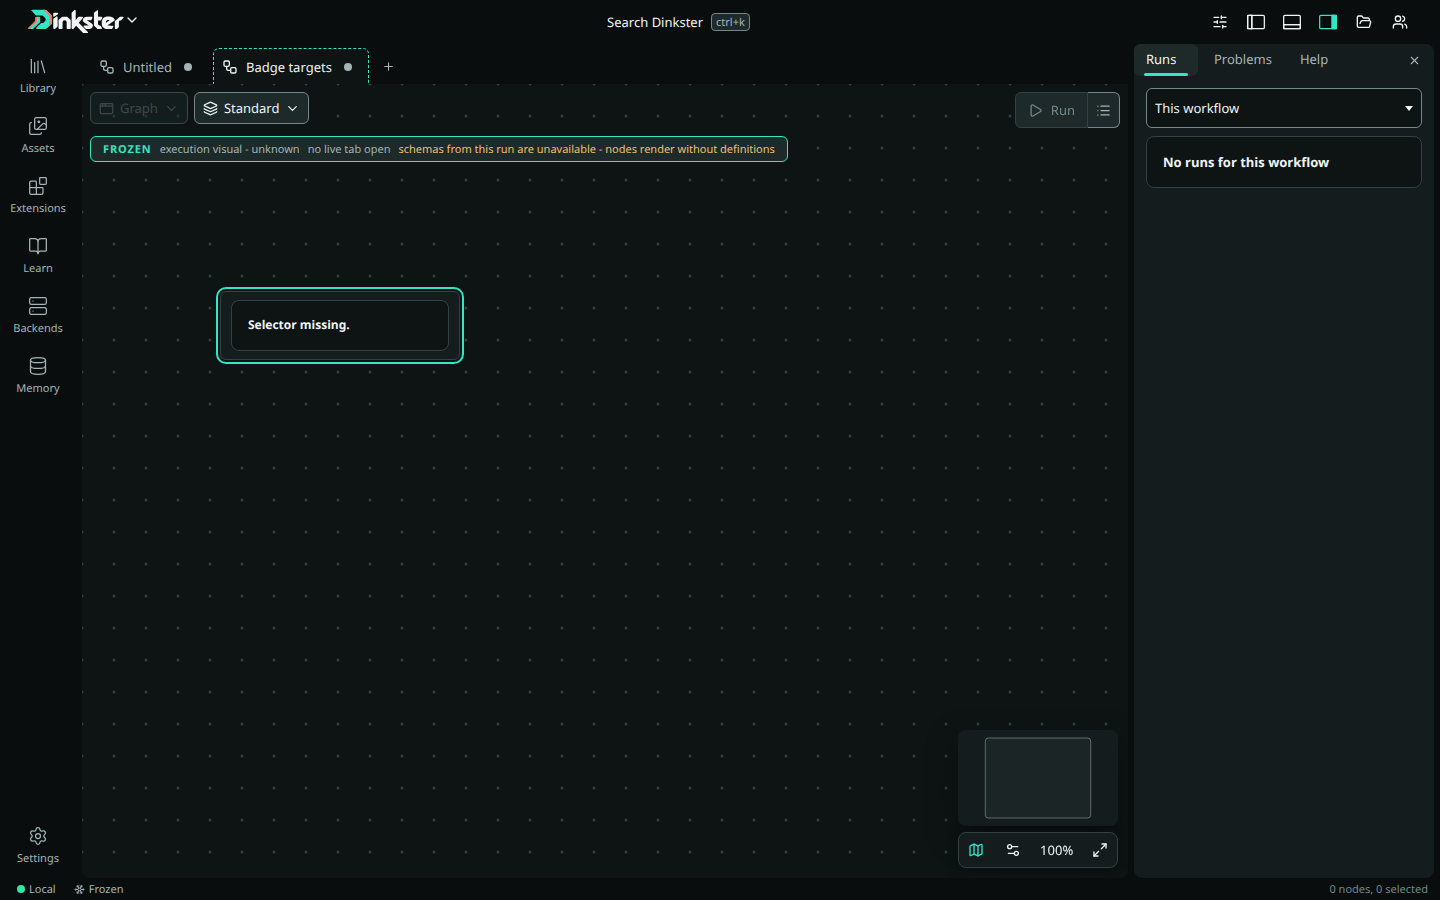 Dinkster
Search Dinkster ctrl+k
Library
Assets
Extensions
Learn
Backends
Memory
Settings
Untitled
Badge targets
Graph
Standard
Run
FROZEN execution visual - unknown no live tab open schemas from this run are unavailable - nodes render without definitions
Selector missing.
100%
Runs Problems Help
This workflow
No runs for this workflow
Local Frozen
0 nodes, 0 selected